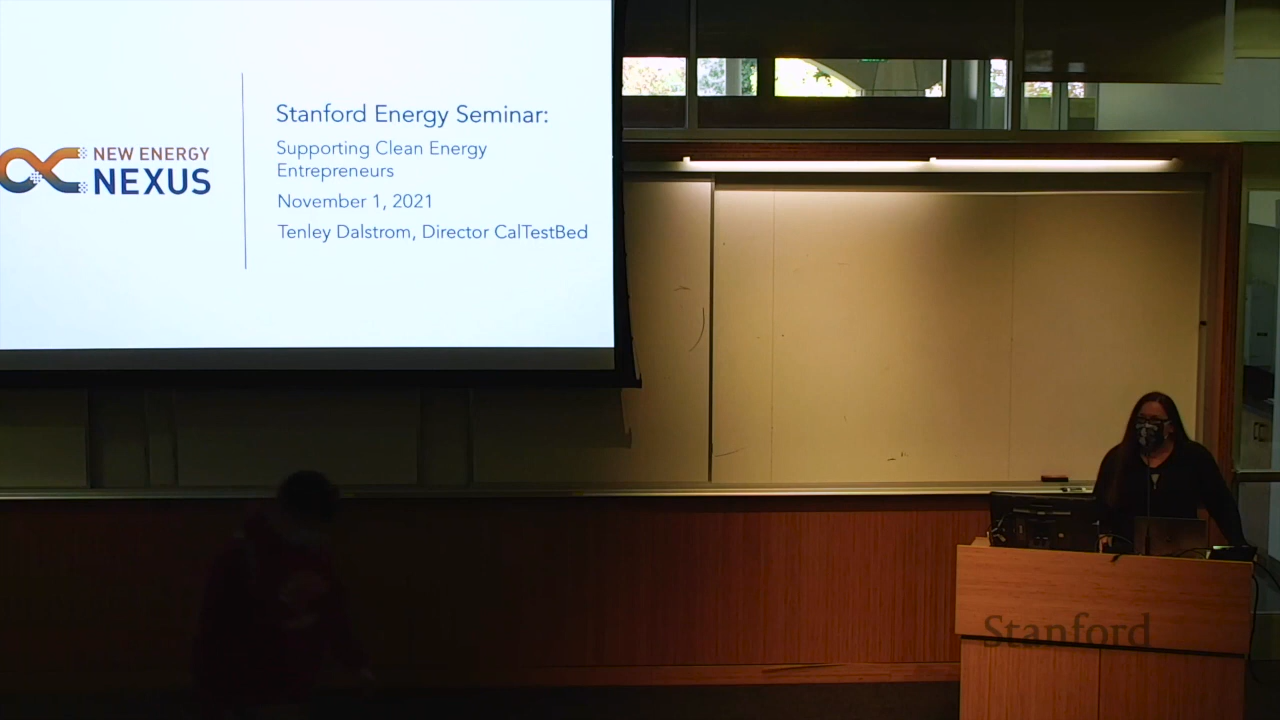 NEW ENERGY
NEXUS
Stanford Energy Seminar:
Supporting Clean Energy
Entrepreneurs
November 1, 2021
Tenley Dalstrom, Director CalTestBed
Stanford